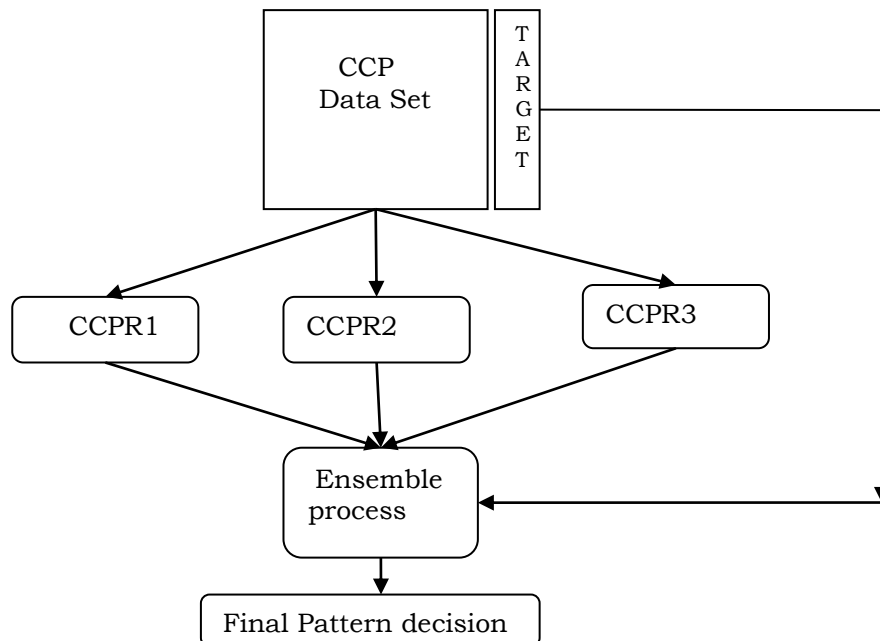 CCP
Data Set
T
A
R
G
E
T
CCPR1
CCPR2
CCPR3
Ensemble
process
Final Pattern decision